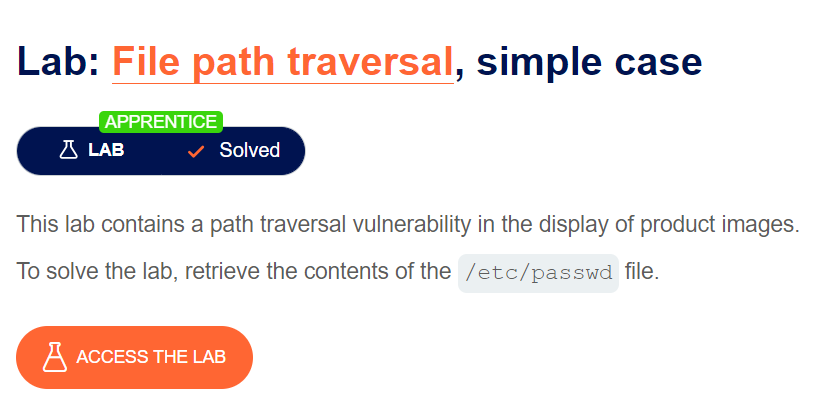 Lab: File path traversal, simple case
APPRENTICE
LAB Solved
This lab contains a path traversal vulnerability in the display of product images.
To solve the lab, retrieve the contents of the /etc/passwd file.
ACCESS THE LAB